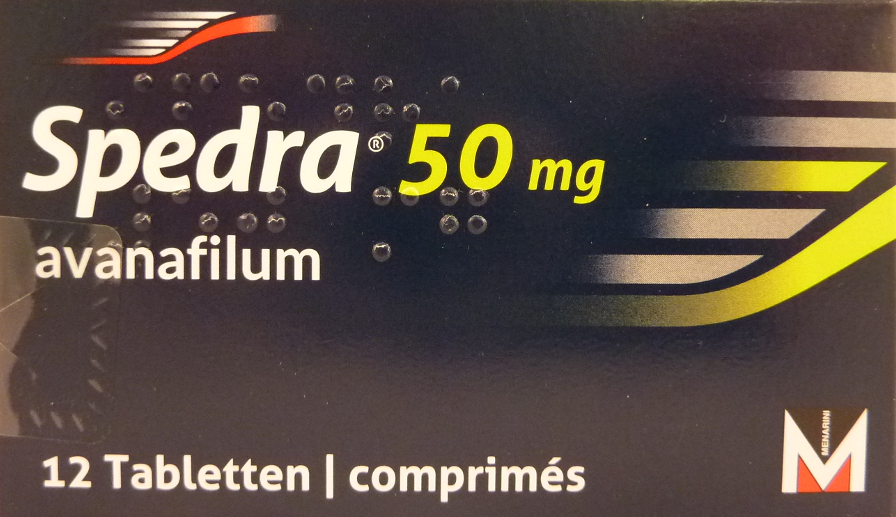 Spedra® 50 mg
avanafilum
12 Tabletten | comprimés
MENARINI